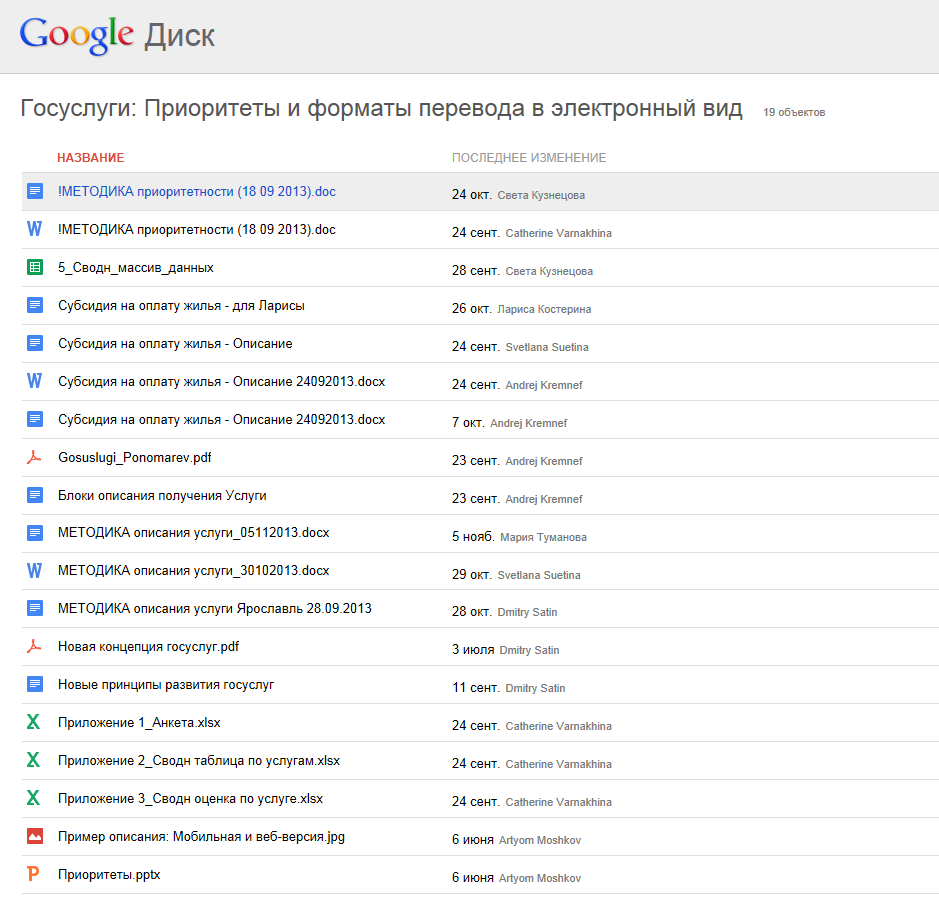 Google Диск
Госуслуги: Приоритеты и форматы перевода в электронный вид 19 объектов
НАЗВАНИЕ ПОСЛЕДНЕЕ ИЗМЕНЕНИЕ
!МЕТОДИКА приоритетности (18 09 2013).doc 24 окт. Света Кузнецова
!МЕТОДИКА приоритетности (18 09 2013).doc 24 сент. Catherine Varnakhina
5_Сводн_массив_данных 28 сент. Света Кузнецова
Субсидия на оплату жилья - для Ларисы 26 окт. Лариса Костерина
Субсидия на оплату жилья - Описание 24 сент. Svetlana Suetina
Субсидия на оплату жилья - Описание 24092013.docx 24 сент. Andrej Kremnef
Субсидия на оплату жилья - Описание 24092013.docx 7 окт. Andrej Kremnef
Gosuslugi_Ponomarev.pdf 23 сент. Andrej Kremnef
Блоки описания получения Услуги 23 сент. Andrej Kremnef
МЕТОДИКА описания услуги_05112013.docx 5 нояб. Мария Туманова
МЕТОДИКА описания услуги_30102013.docx 29 окт. Svetlana Suetina
МЕТОДИКА описания услуги Ярославль 28.09.2013 28 окт. Dmitry Satin
Новая концепция госуслуг.pdf 3 июля Dmitry Satin
Новые принципы развития госуслуг 11 сент. Dmitry Satin
Приложение 1_Анкета.xlsx 24 сент. Catherine Varnakhina
Приложение 2_Сводн таблица по услугам.xlsx 24 сент. Catherine Varnakhina
Приложение 3_Сводн оценка по услуге.xlsx 24 сент. Catherine Varnakhina
Пример описания: Мобильная и веб-версия.jpg 6 июня Artyom Moshkov
Приоритеты.pptx 6 июня Artyom Moshkov